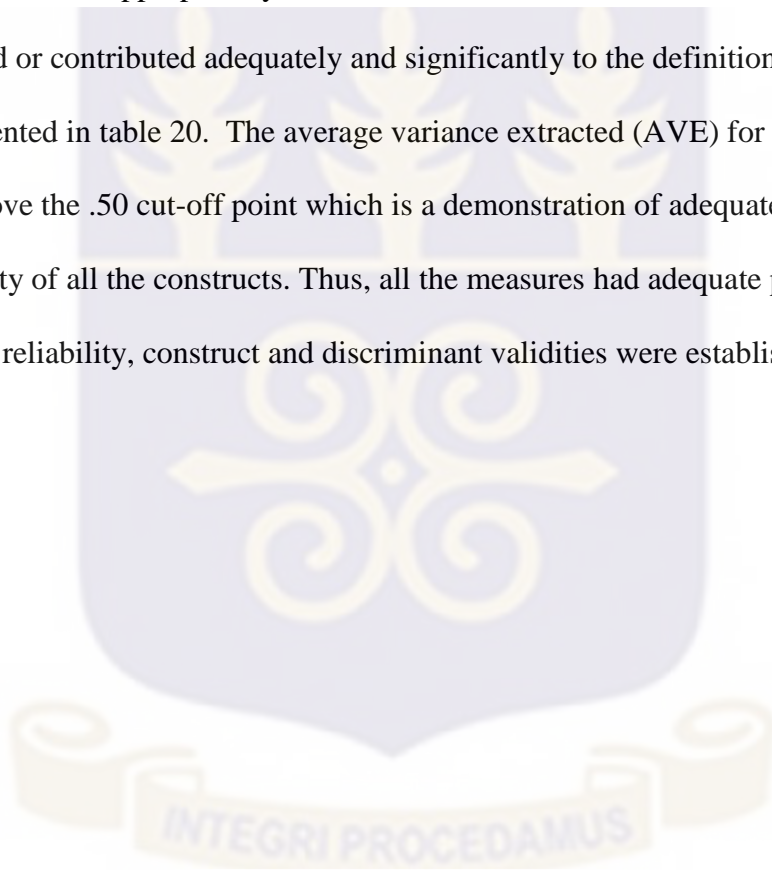 d or contributed adequately and significantly to the definition
ented in table 20. The average variance extracted (AVE) for
ove the .50 cut-off point which is a demonstration of adequate
ty of all the constructs. Thus, all the measures had adequate
reliability, construct and discriminant validities were establis
INTEGRI PROCEDAMUS